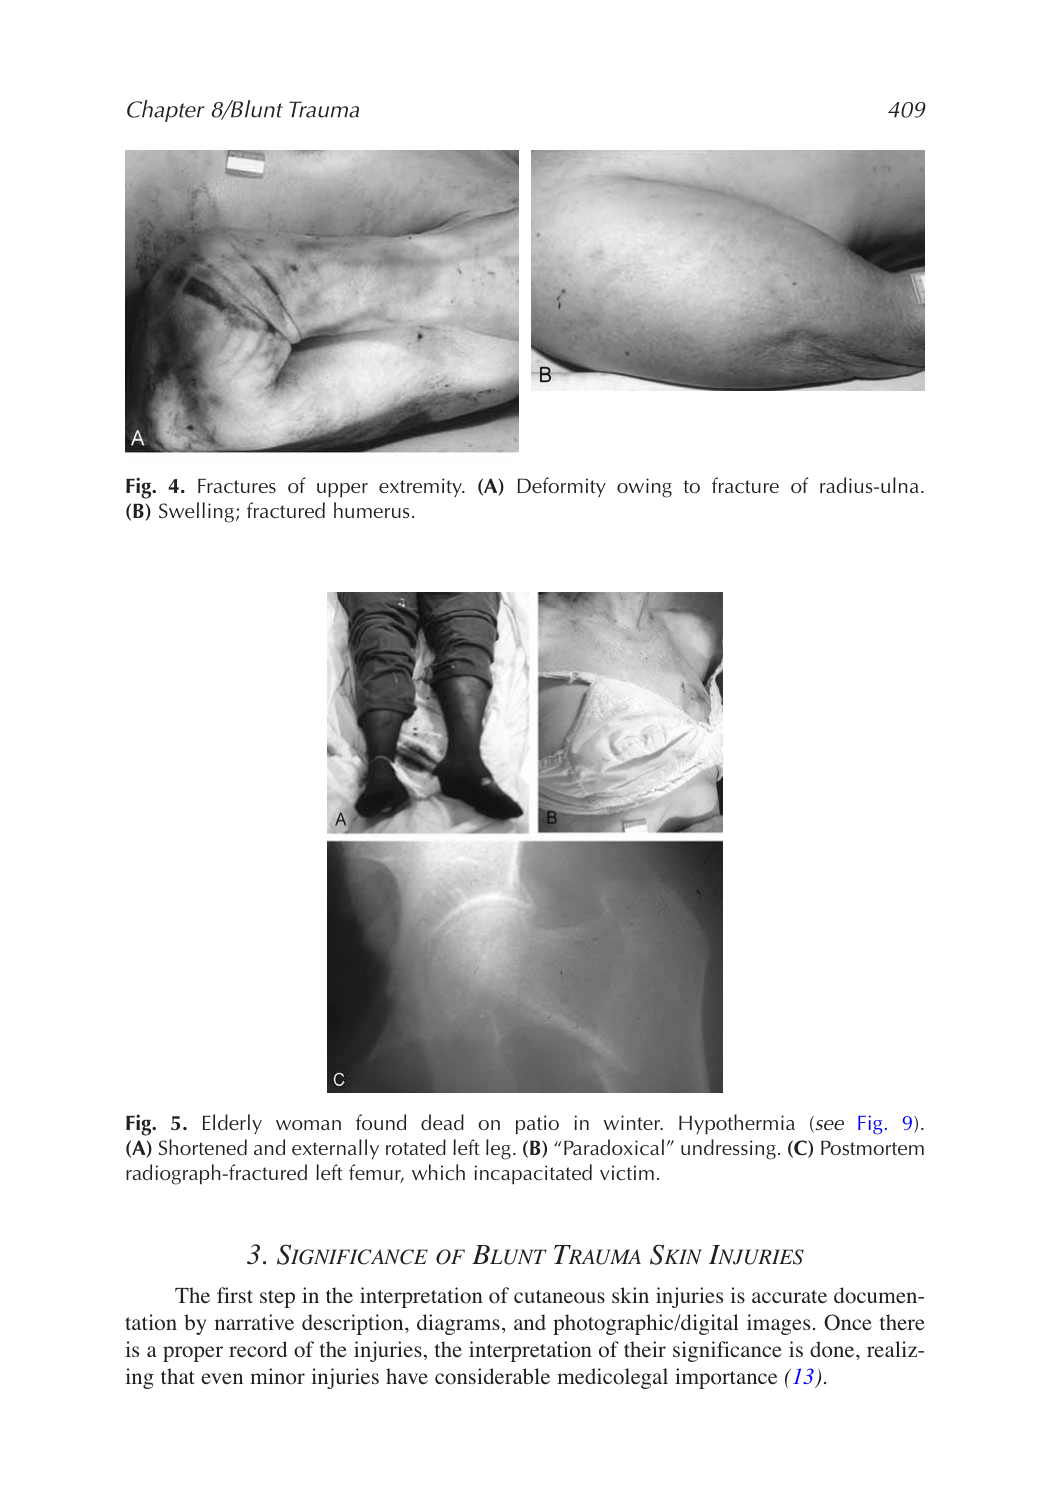 Chapter 8/Blunt Trauma 409
A
B
Fig. 4. Fractures of upper extremity. (A) Deformity owing to fracture of radius-ulna.
(B) Swelling; fractured humerus.
A
B
C
Fig. 5. Elderly woman found dead on patio in winter. Hypothermia (see Fig. 9).
(A) Shortened and externally rotated left leg. (B) “Paradoxical” undressing. (C) Postmortem
radiograph-fractured left femur, which incapacitated victim.
3. SIGNIFICANCE OF BLUNT TRAUMA SKIN INJURIES
The first step in the interpretation of cutaneous skin injuries is accurate documen-
tation by narrative description, diagrams, and photographic/digital images. Once there
is a proper record of the injuries, the interpretation of their significance is done, realiz-
ing that even minor injuries have considerable medicolegal importance (13).